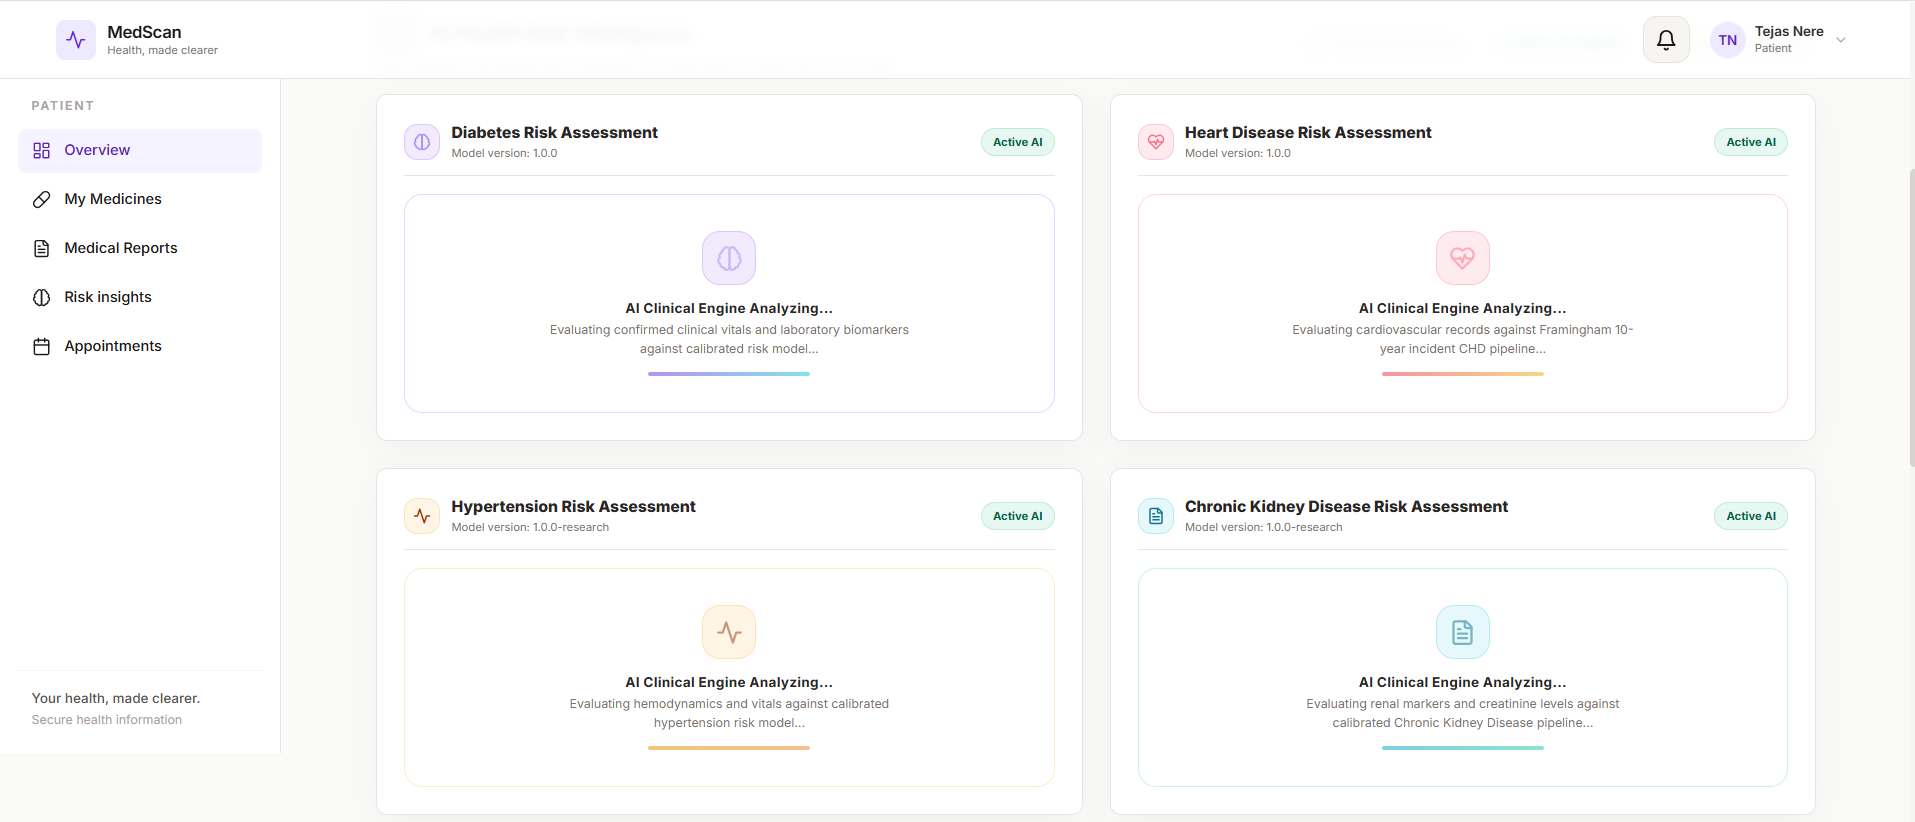 MedScan
Health, made clearer
TN
Tejas Nere
Patient
PATIENT
Overview
My Medicines
Medical Reports
Risk insights
Appointments
Your health, made clearer.
Secure health information
Diabetes Risk Assessment
Model version: 1.0.0
Active AI
AI Clinical Engine Analyzing...
Evaluating confirmed clinical vitals and laboratory biomarkers
against calibrated risk model...
Heart Disease Risk Assessment
Model version: 1.0.0
Active AI
AI Clinical Engine Analyzing...
Evaluating cardiovascular records against Framingham 10-
year incident CHD pipeline...
Hypertension Risk Assessment
Model version: 1.0.0-research
Active AI
AI Clinical Engine Analyzing...
Evaluating hemodynamics and vitals against calibrated
hypertension risk model...
Chronic Kidney Disease Risk Assessment
Model version: 1.0.0-research
Active AI
AI Clinical Engine Analyzing...
Evaluating renal markers and creatinine levels against
calibrated Chronic Kidney Disease pipeline...